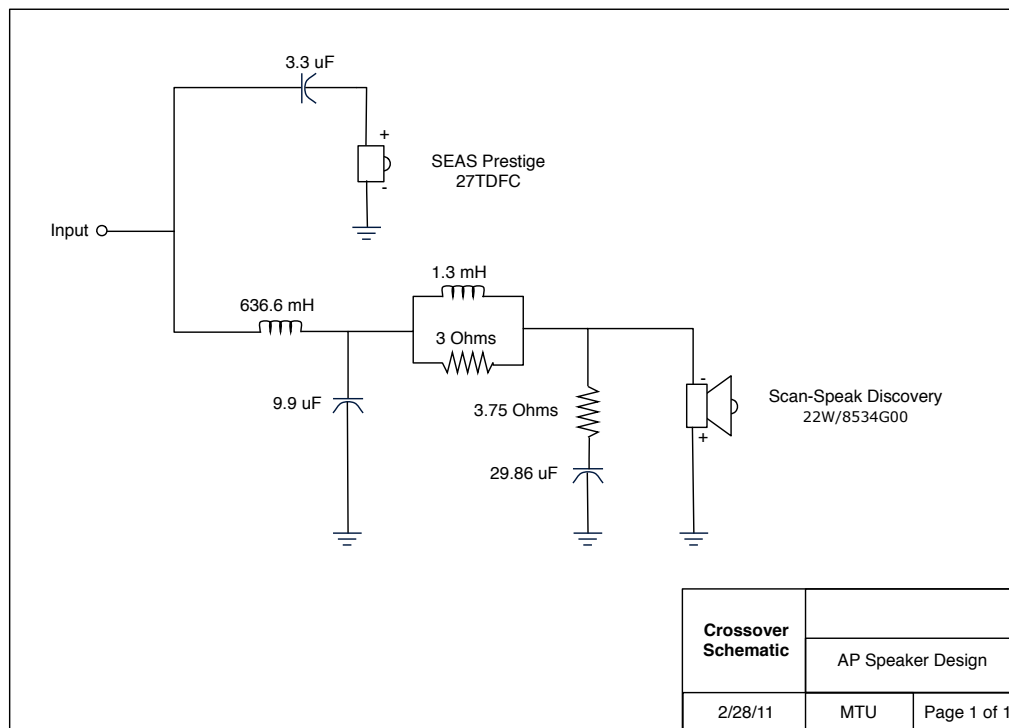 3.3 uF
+
SEAS Prestige
27TDFC
-
Input
1.3 mH
636.6 mH
3 Ohms
-
Scan-Speak Discovery
22W/8534G00
9.9 uF
3.75 Ohms
+
29.86 uF
Crossover
Schematic
AP Speaker Design
2/28/11
MTU
Page 1 of 1